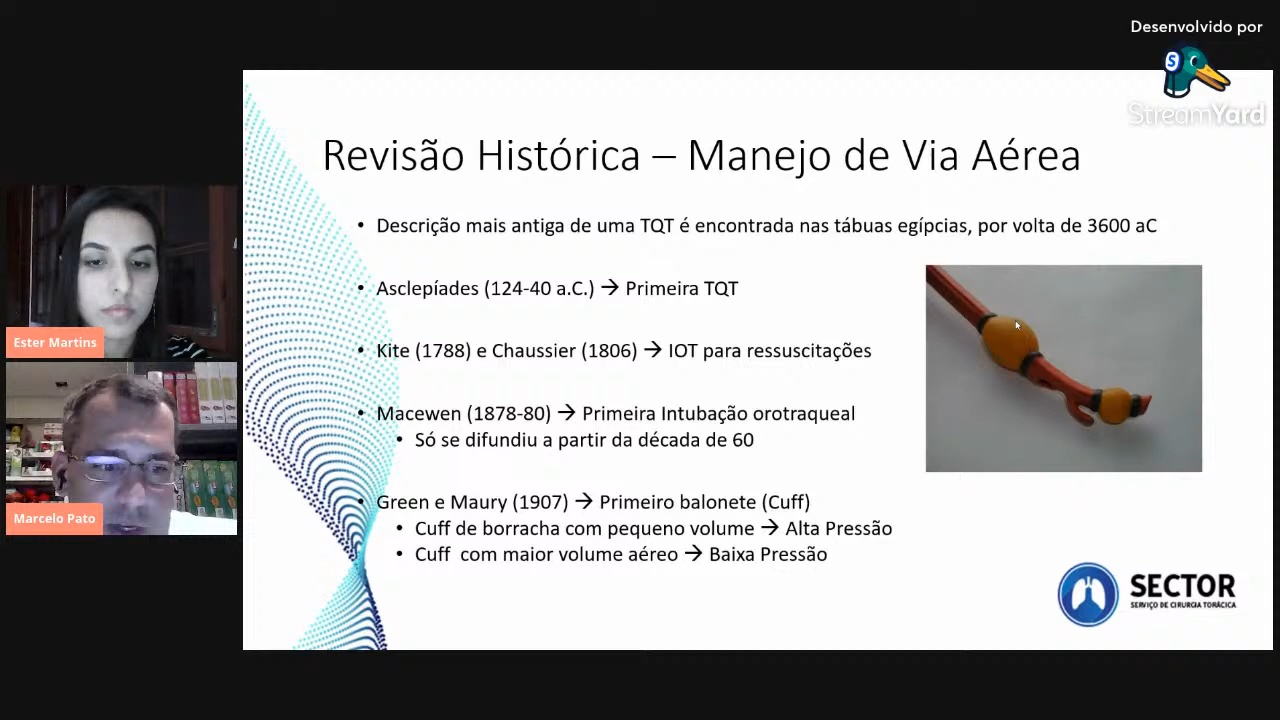 Desenvolvido por
S
StreamYard
Revisão Histórica – Manejo de Via Aérea
• Descrição mais antiga de uma TQT é encontrada nas tábuas egípcias, por volta de 3600 aC
• Asclepíades (124-40 a.C.) → Primeira TQT
• Kite (1788) e Chaussier (1806) → IOT para ressuscitações
• Macewen (1878-80) → Primeira Intubação orotraqueal
• Só se difundiu a partir da década de 60
• Green e Maury (1907) → Primeiro balonete (Cuff)
• Cuff de borracha com pequeno volume → Alta Pressão
• Cuff com maior volume aéreo → Baixa Pressão
Ester Martins
Marcelo Pato
SECTOR
SERVIÇO DE CIRURGIA TORÁCICA